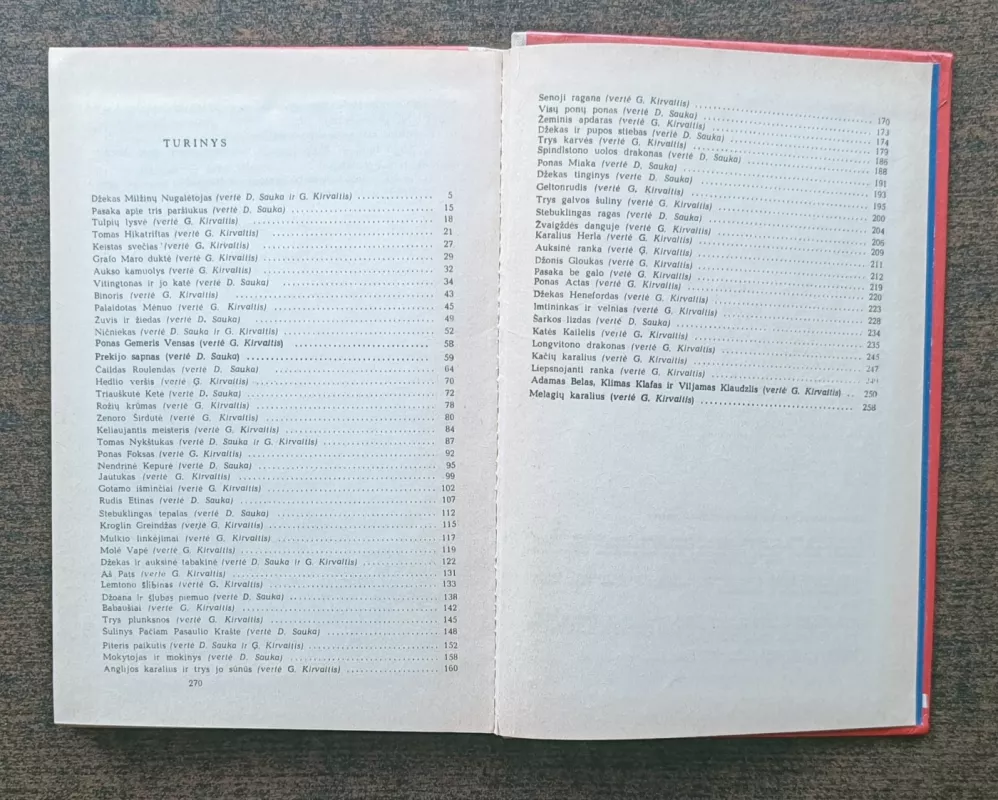 TURINYS
Džekas Milžinų Nugalėtojas (vertė D. Sauka ir G. Kirvaitis) 5
Pasaka apie tris paršiukus (vertė D. Sauka) 15
Tulpių lysvė (vertė G. Kirvaitis) 18
Tomas Hikatriftas (vertė G. Kirvaitis) 21
Keistas svečias (vertė G. Kirvaitis) 27
Grafo Maro duktė (vertė G. Kirvaitis) 29
Aukso kamuolys (vertė G. Kirvaitis) 32
Vitingtonas ir jo katė (vertė D. Sauka) 34
Binoris (vertė G. Kirvaitis) 43
Palaidotas Mėnuo (vertė G. Kirvaitis) 45
Žuvis ir žiedas (vertė D. Sauka) 49
Ničniekas (vertė D. Sauka ir G. Kirvaitis) 52
Ponas Gemeris Vensas (vertė G. Kirvaitis) 58
Prekijo sapnas (vertė D. Sauka) 59
Čaildas Roulendas (vertė D. Sauka) 64
Hedlio veršis (vertė G. Kirvaitis) 70
Triauškutė Ketė (vertė D. Sauka) 72
Rožių krūmas (vertė G. Kirvaitis) 78
Zenoro Širdutė (vertė G. Kirvaitis) 80
Keliaujantis meisteris (vertė G. Kirvaitis) 84
Tomas Nykštukas (vertė D. Sauka ir G. Kirvaitis) 87
Ponas Foksas (vertė G. Kirvaitis) 92
Nendrinė Kepurė (vertė D. Sauka) 95
Jautukas (vertė G. Kirvaitis) 99
Gotamo išminčiai (vertė G. Kirvaitis) 102
Rudis Etinas (vertė D. Sauka) 107
Stebuklingas tepalas (vertė D. Sauka) 112
Kroglin Greindžas (vertė G. Kirvaitis) 115
Mulkio linkėjimai (vertė G. Kirvaitis) 117
Molė Vapė (vertė G. Kirvaitis) 119
Džekas ir auksinė tabakinė (vertė D. Sauka ir G. Kirvaitis) 122
Aš Pats (vertė G. Kirvaitis) 131
Lemtono šlibinas (vertė G. Kirvaitis) 133
Džoana ir šlubas piemuo (vertė D. Sauka) 138
Babaušiai (vertė G. Kirvaitis) 142
Trys plunksnos (vertė G. Kirvaitis) 145
Šulinys Pačiam Pasaulio Krašte (vertė D. Sauka) 148
Piteris paikutis (vertė D. Sauka ir G. Kirvaitis) 152
Mokytojas ir mokinys (vertė D. Sauka) 158
Anglijos karalius ir trys jo sūnūs (vertė G. Kirvaitis) 160
270
Senoji ragana (vertė G. Kirvaitis) 170
Visų ponų ponas (vertė D. Sauka) 173
Žeminis apdaras (vertė G. Kirvaitis) 174
Džekas ir pupos stiebas (vertė D. Sauka) 179
Trys karvės (vertė G. Kirvaitis) 186
Spindlstono uolos drakonas (vertė D. Sauka) 188
Ponas Miaka (vertė G. Kirvaitis) 191
Džekas tinginys (vertė D. Sauka) 193
Geltonrudis (vertė G. Kirvaitis) 195
Trys galvos šuliny (vertė G. Kirvaitis) 200
Stebuklingas ragas (vertė D. Sauka) 204
Žvaigždės danguje (vertė G. Kirvaitis) 206
Karalius Herla (vertė G. Kirvaitis) 209
Auksinė ranka (vertė G. Kirvaitis) 211
Džonis Gloukas (vertė G. Kirvaitis) 212
Pasaka be galo (vertė G. Kirvaitis) 219
Ponas Actas (vertė G. Kirvaitis) 220
Džekas Henefordas (vertė G. Kirvaitis) 223
Imtininkas ir velnias (vertė G. Kirvaitis) 228
Šarkos lizdas (vertė D. Sauka) 234
Katės Kailelis (vertė G. Kirvaitis) 235
Longvitono drakonas (vertė G. Kirvaitis) 245
Kačių karalius (vertė G. Kirvaitis) 247
Liepsnojanti ranka (vertė G. Kirvaitis) 249
Adamas Belas, Klimas Klafas ir Viljamas Klaudzlis (vertė G. Kirvaitis) 250
Melagių karalius (vertė G. Kirvaitis) 258